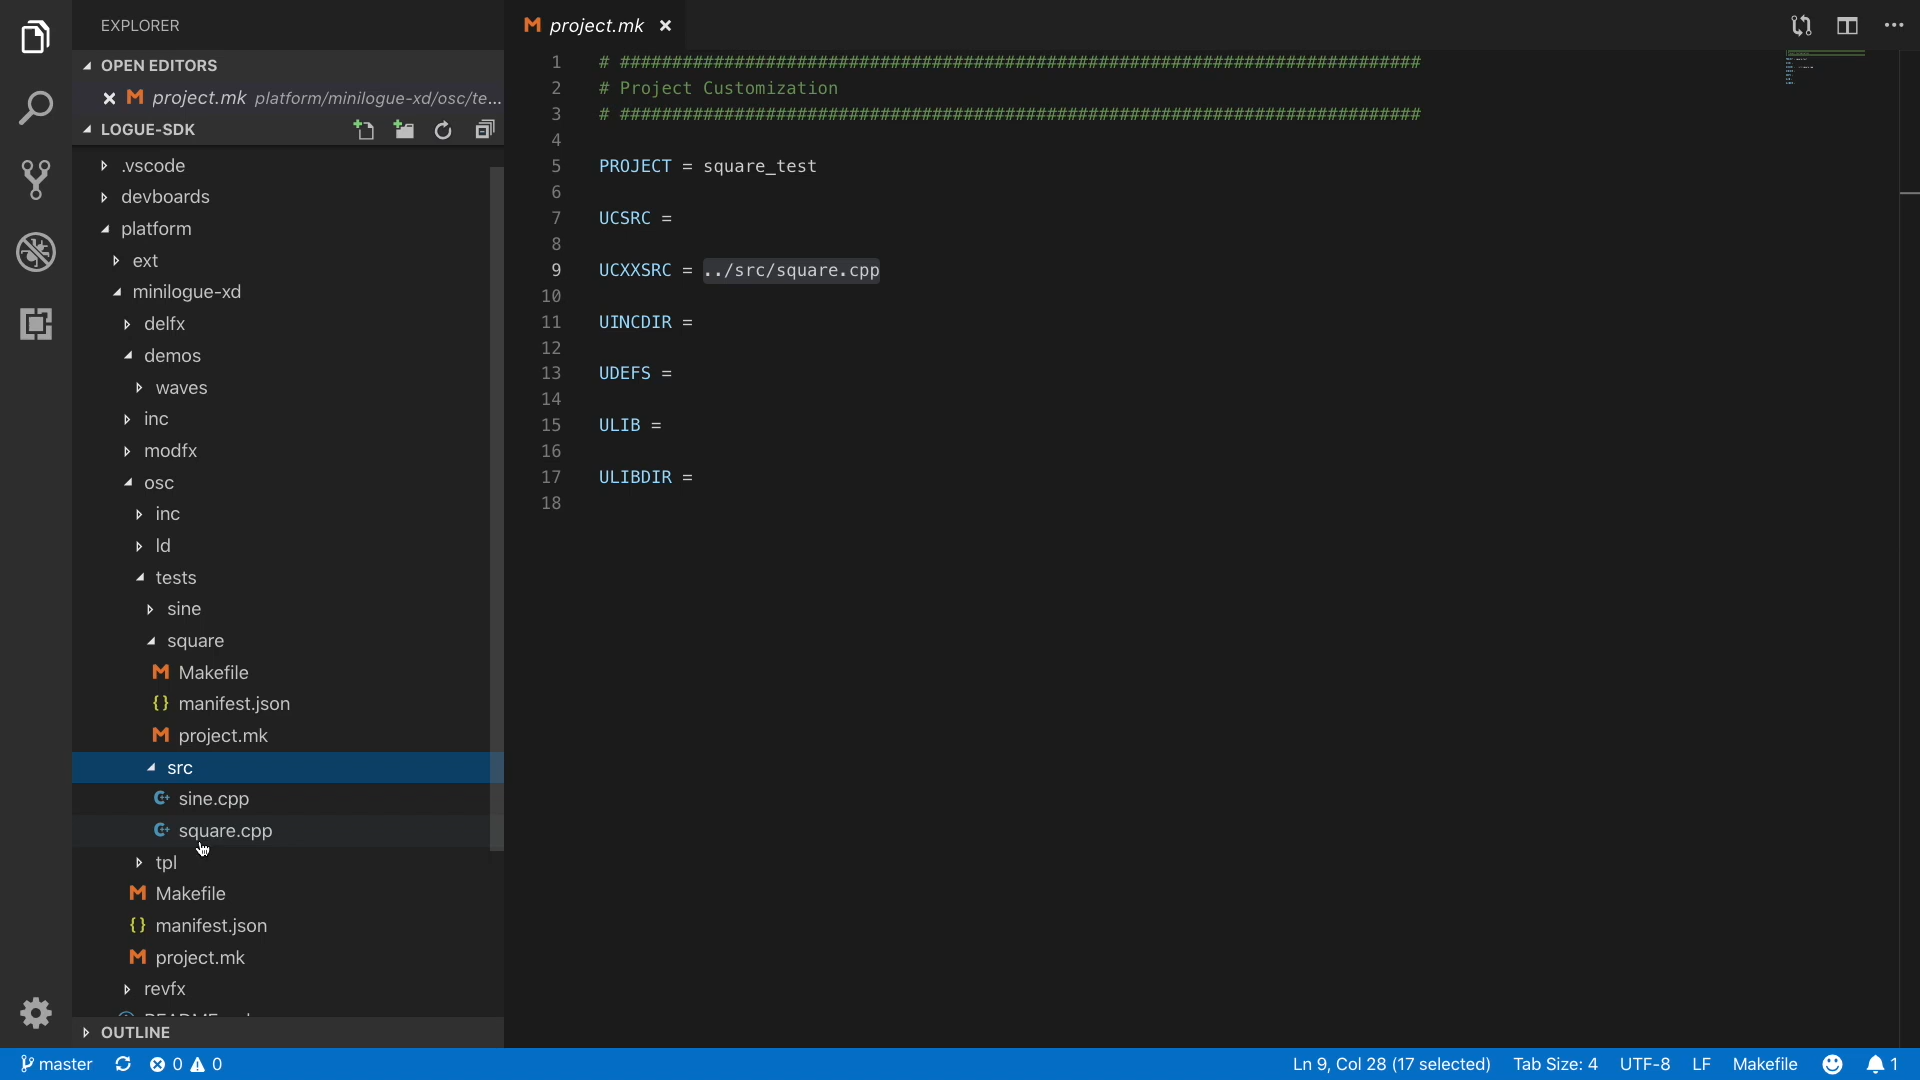 EXPLORER
OPEN EDITORS
project.mk platform/minilogue-xd/osc/te...
LOGUE-SDK
.vscode
devboards
platform
ext
minilogue-xd
delfx
demos
waves
inc
modfx
osc
inc
ld
tests
sine
square
Makefile
manifest.json
project.mk
src
sine.cpp
square.cpp
tpl
Makefile
manifest.json
project.mk
revfx
OUTLINE
project.mk
1 # #############################################################################
2 # Project Customization
3 # #############################################################################
4
5 PROJECT = square_test
6
7 UCSRC =
8
9 UCXXSRC = ../src/square.cpp
10
11 UINCDIR =
12
13 UDEFS =
14
15 ULIB =
16
17 ULIBDIR =
18
master 0 0 Ln 9, Col 28 (17 selected) Tab Size: 4 UTF-8 LF Makefile 1